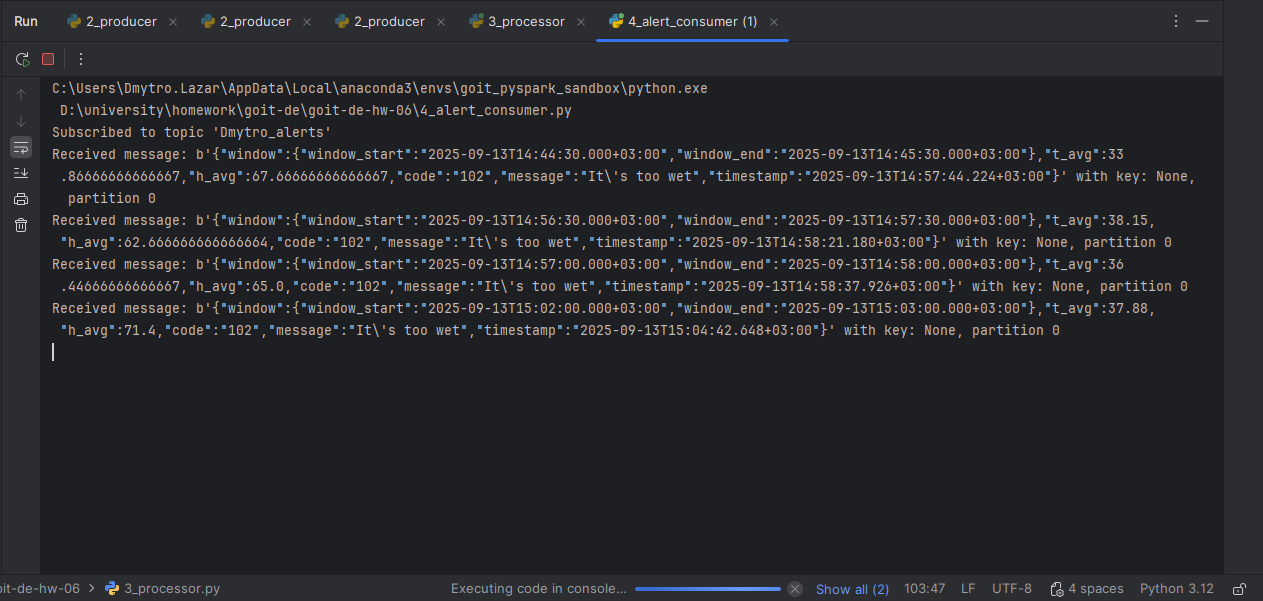 Run 2_producer 2_producer 2_producer 3_processor 4_alert_consumer (1)
C:\Users\Dmytro.Lazar\AppData\Local\anaconda3\envs\goit_pyspark_sandbox\python.exe
D:\university\homework\goit-de\goit-de-hw-06\4_alert_consumer.py
Subscribed to topic 'Dmytro_alerts'
Received message: b'{"window":{"window_start":"2025-09-13T14:44:30.000+03:00","window_end":"2025-09-13T14:45:30.000+03:00"},"t_avg":33
.86666666666667,"h_avg":67.66666666666667,"code":"102","message":"It\'s too wet","timestamp":"2025-09-13T14:57:44.224+03:00"}' with key: None,
partition 0
Received message: b'{"window":{"window_start":"2025-09-13T14:56:30.000+03:00","window_end":"2025-09-13T14:57:30.000+03:00"},"t_avg":38.15,
"h_avg":62.666666666666664,"code":"102","message":"It\'s too wet","timestamp":"2025-09-13T14:58:21.180+03:00"}' with key: None, partition 0
Received message: b'{"window":{"window_start":"2025-09-13T14:57:00.000+03:00","window_end":"2025-09-13T14:58:00.000+03:00"},"t_avg":36
.44666666666667,"h_avg":65.0,"code":"102","message":"It\'s too wet","timestamp":"2025-09-13T14:58:37.926+03:00"}' with key: None, partition 0
Received message: b'{"window":{"window_start":"2025-09-13T15:02:00.000+03:00","window_end":"2025-09-13T15:03:00.000+03:00"},"t_avg":37.88,
"h_avg":71.4,"code":"102","message":"It\'s too wet","timestamp":"2025-09-13T15:04:42.648+03:00"}' with key: None, partition 0
oit-de-hw-06 > 3_processor.py Executing code in console... Show all (2) 103:47 LF UTF-8 4 spaces Python 3.12